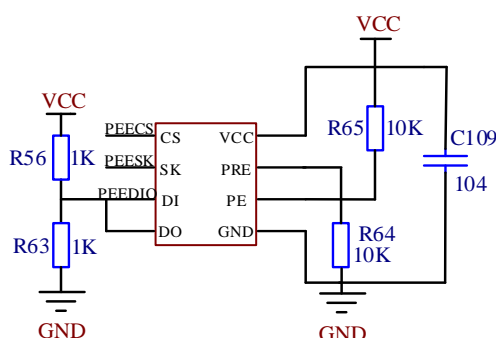 VCC
VCC
PEECS
CS
VCC
R65
10K
C109
R56
1K
PEESK
SK
PRE
104
PEEDIO
DI
PE
R63
1K
DO
GND
R64
10K
GND
GND